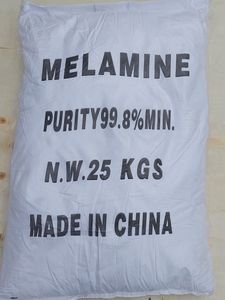 MELAMINE
PURITY99.8%MIN.
N.W.25 KGS
MADE IN CHINA